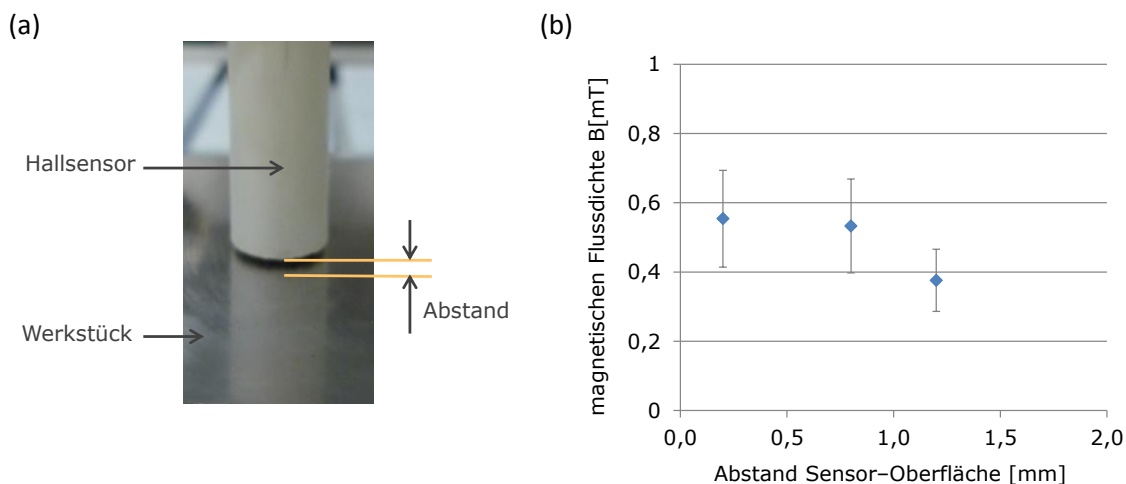 (a)
Hallsensor
Abstand
Werkstück
(b)
magnetischen Flussdichte B[mT]
1
0,8
0,6
0,4
0,2
0
0,0 0,5 1,0 1,5 2,0
Abstand Sensor–Oberfläche [mm]